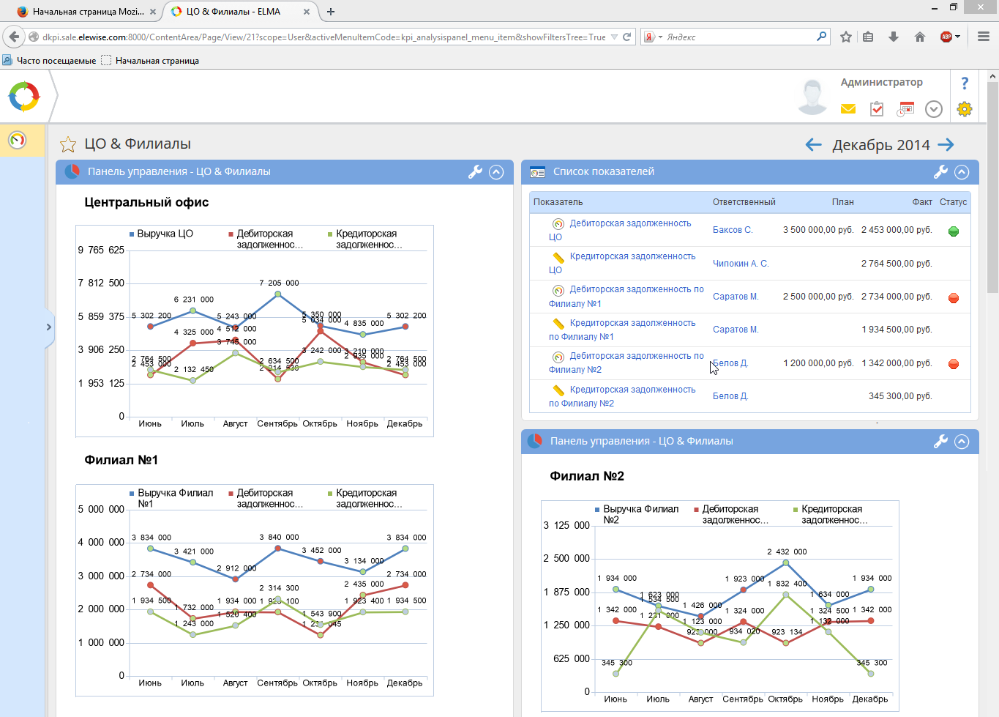 Начальная страница Mozi...
ЦО & Филиалы - ELMA
dkpi.sale.elewise.com:8000/ContentArea/Page/View/21?scope=User&activeMenuItemCode=kpi_analysispanel_menu_item&showFiltersTree=True
Яндекс
ABP
Часто посещаемые
Начальная страница
Администратор
?
ЦО & Филиалы
Декабрь 2014
Панель управления - ЦО & Филиалы
Центральный офис
Выручка ЦО
Дебиторская
задолженнос...
Кредиторская
задолженнос...
9 765 625
7 812 500
5 859 375
3 906 250
1 953 125
0
5 302 200
6 231 000
5 243 000
7 205 000
5 350 000
4 835 000
5 302 200
2 453 000
4 325 000
4 512 000
2 214 538
5 034 000
3 210 000
2 453 000
2 764 500
2 132 450
3 745 000
2 634 500
3 242 000
2 935 000
2 764 500
Июнь Июль Август Сентябрь Октябрь Ноябрь Декабрь
Филиал №1
Выручка Филиал
№1
Дебиторская
задолженнос...
Кредиторская
задолженнос...
5 000 000
4 000 000
3 000 000
2 000 000
1 000 000
0
3 834 000
3 421 000
2 912 000
3 840 000
3 452 000
3 134 000
3 834 000
2 734 000
1 732 000
1 934 000
2 435 000
2 734 000
1 934 500
1 243 000
1 520 400
2 314 300
1 543 900
1 923 400
1 934 500
Июнь Июль Август Сентябрь Октябрь Ноябрь Декабрь
Список показателей
Показатель Ответственный План Факт Статус
Дебиторская задолженность
ЦО
Баксов С. 3 500 000,00 руб. 2 453 000,00 руб.
Кредиторская задолженность
ЦО
Чипокин А. С. 2 764 500,00 руб.
Дебиторская задолженность по
Филиалу №1
Саратов М. 2 500 000,00 руб. 2 734 000,00 руб.
Кредиторская задолженность
по Филиалу №1
Саратов М. 1 934 500,00 руб.
Дебиторская задолженность по
Филиалу №2
Белов Д. 1 200 000,00 руб. 1 342 000,00 руб.
Кредиторская задолженность
по Филиалу №2
Белов Д. 345 300,00 руб.
Панель управления - ЦО & Филиалы
Филиал №2
Выручка Филиал
№2
Дебиторская
задолженнос...
Кредиторская
задолженнос...
3 125 000
2 500 000
1 875 000
1 250 000
625 000
0
1 934 000
1 623 000
1 426 000
1 923 000
2 432 000
1 634 000
1 934 000
1 342 000
923 000
1 324 000
923 134
1 324 500
1 342 000
345 300
1 534 500
1 123 000
934 020
1 832 400
1 132 000
345 300
Июнь Июль Август Сентябрь Октябрь Ноябрь Декабрь